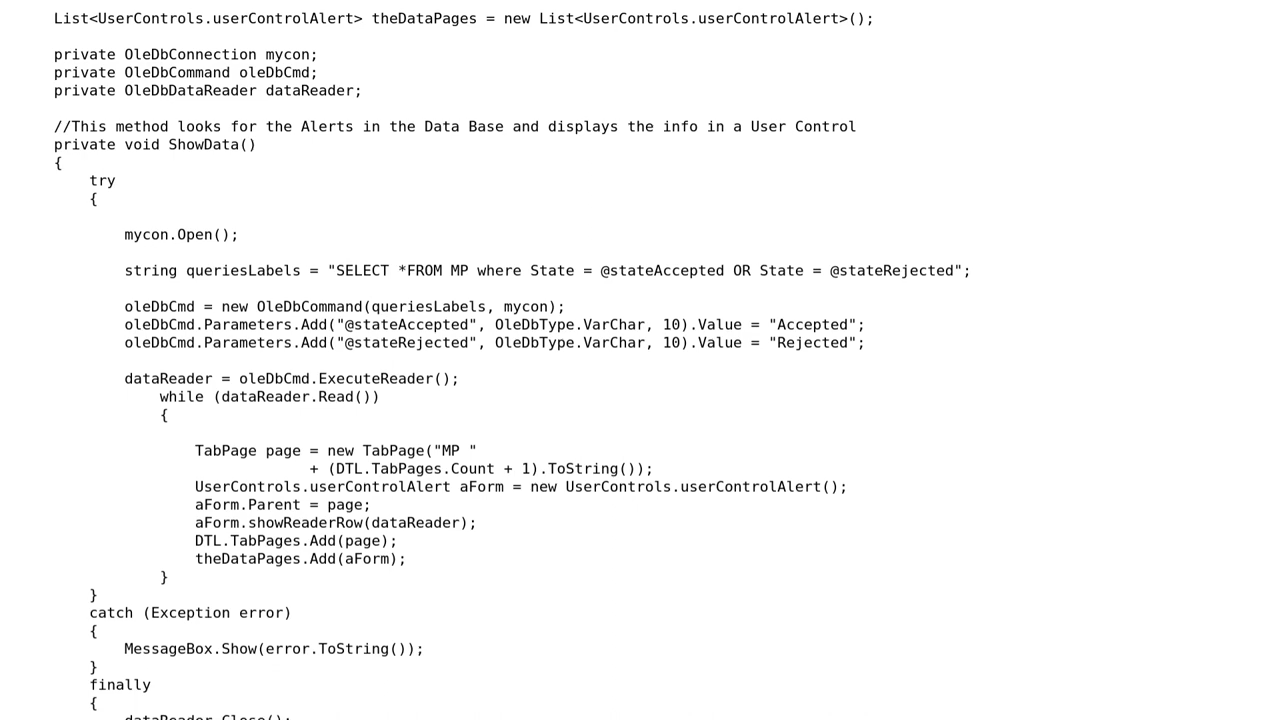 List<UserControls.userControlAlert> theDataPages = new List<UserControls.userControlAlert>();
private OleDbConnection mycon;
private OleDbCommand oleDbCmd;
private OleDbDataReader dataReader;
//This method looks for the Alerts in the Data Base and displays the info in a User Control
private void ShowData()
{
try
{
mycon.Open();
string queriesLabels = "SELECT *FROM MP where State = @stateAccepted OR State = @stateRejected";
oleDbCmd = new OleDbCommand(queriesLabels, mycon);
oleDbCmd.Parameters.Add("@stateAccepted", OleDbType.VarChar, 10).Value = "Accepted";
oleDbCmd.Parameters.Add("@stateRejected", OleDbType.VarChar, 10).Value = "Rejected";
dataReader = oleDbCmd.ExecuteReader();
while (dataReader.Read())
{
TabPage page = new TabPage("MP "
+ (DTL.TabPages.Count + 1).ToString());
UserControls.userControlAlert aForm = new UserControls.userControlAlert();
aForm.Parent = page;
aForm.showReaderRow(dataReader);
DTL.TabPages.Add(page);
theDataPages.Add(aForm);
}
}
catch (Exception error)
{
MessageBox.Show(error.ToString());
}
finally
{
dataReader.Close();